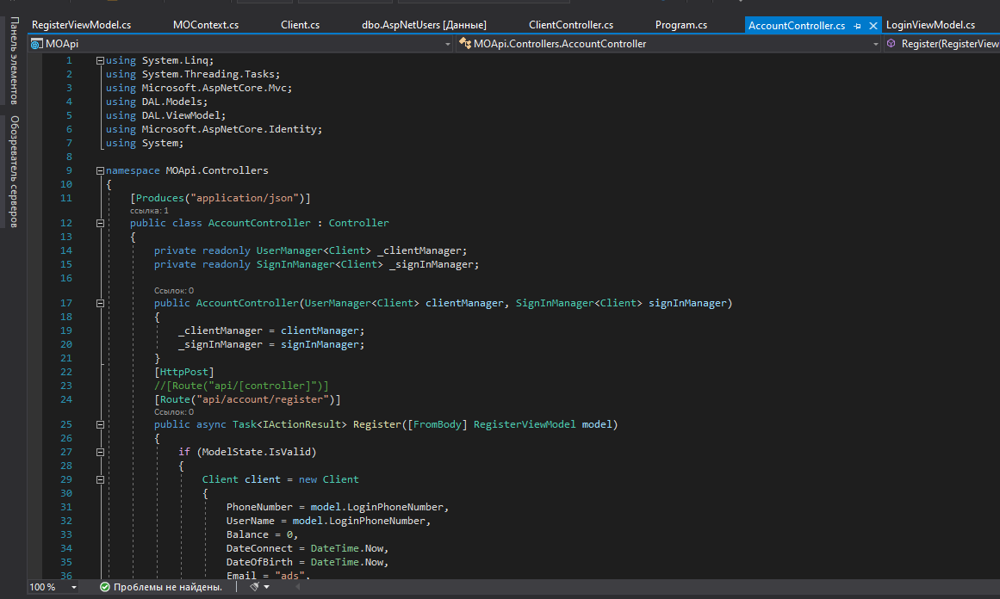 RegisterViewModel.cs MOContext.cs Client.cs dbo.AspNetUsers [Данные] ClientController.cs Program.cs AccountController.cs LoginViewModel.cs
MOApi MOApi.Controllers.AccountController Register(RegisterView
Панель элементов
Обозреватель серверов
1 using System.Linq;
2 using System.Threading.Tasks;
3 using Microsoft.AspNetCore.Mvc;
4 using DAL.Models;
5 using DAL.ViewModel;
6 using Microsoft.AspNetCore.Identity;
7 using System;
8
9 namespace MOApi.Controllers
10 {
11 [Produces("application/json")]
ссылка: 1
12 public class AccountController : Controller
13 {
14 private readonly UserManager<Client> _clientManager;
15 private readonly SignInManager<Client> _signInManager;
16
Ссылок: 0
17 public AccountController(UserManager<Client> clientManager, SignInManager<Client> signInManager)
18 {
19 _clientManager = clientManager;
20 _signInManager = signInManager;
21 }
22 [HttpPost]
23 //[Route("api/[controller]")]
24 [Route("api/account/register")]
Ссылок: 0
25 public async Task<IActionResult> Register([FromBody] RegisterViewModel model)
26 {
27 if (ModelState.IsValid)
28 {
29 Client client = new Client
30 {
31 PhoneNumber = model.LoginPhoneNumber,
32 UserName = model.LoginPhoneNumber,
33 Balance = 0,
34 DateConnect = DateTime.Now,
35 DateOfBirth = DateTime.Now,
36 Email = "ads",
100 % Проблемы не найдены.